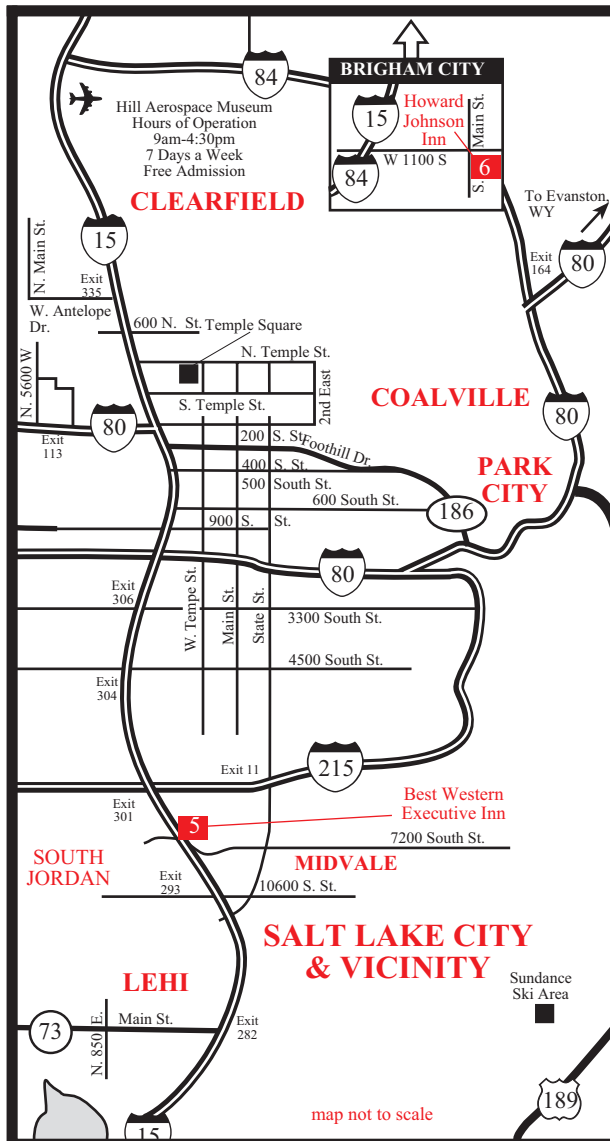 84
BRIGHAM CITY
Hill Aerospace Museum
Hours of Operation
9am-4:30pm
7 Days a Week
Free Admission
CLEARFIELD
Howard
Johnson
Inn
15
S. Main St.
W 1100 S
6
84
To Evanston,
WY
15
N. Main St.
Exit
335
Exit
164
80
W. Antelope
Dr.
600 N. St.
Temple Square
N. Temple St.
N. 5600 W
2nd East
S. Temple St.
COALVILLE
80
80
Exit
113
200 S. St.
Foothill Dr.
400 S. St.
500 South St.
600 South St.
900 S. St.
PARK
CITY
186
80
Exit
306
W. Tempe St.
Main St.
State St.
3300 South St.
4500 South St.
Exit
304
Exit 11
215
Exit
301
5
Best Western
Executive Inn
7200 South St.
SOUTH
JORDAN
MIDVALE
Exit
293
10600 S. St.
SALT LAKE CITY
& VICINITY
LEHI
Sundance
Ski Area
73
N. 850 E.
Main St.
Exit
282
189
15
map not to scale